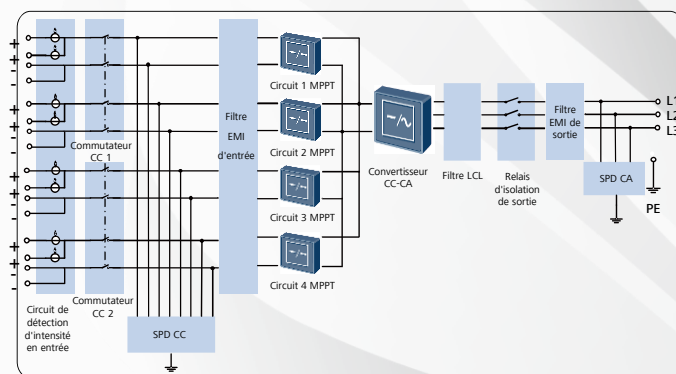 +
+
-
-
+
+
-
-
+
+
-
-
+
+
-
-
Circuit de
détection
d'intensité
en entrée
Commutateur
CC 1
Commutateur
CC 2
SPD CC
Filtre
EMI
d'entrée
Circuit 1 MPPT
Circuit 2 MPPT
Circuit 3 MPPT
Circuit 4 MPPT
Convertisseur
CC-CA
Filtre LCL
Relais
d'isolation
de sortie
Filtre
EMI de
sortie
L1
L2
L3
SPD CA
PE